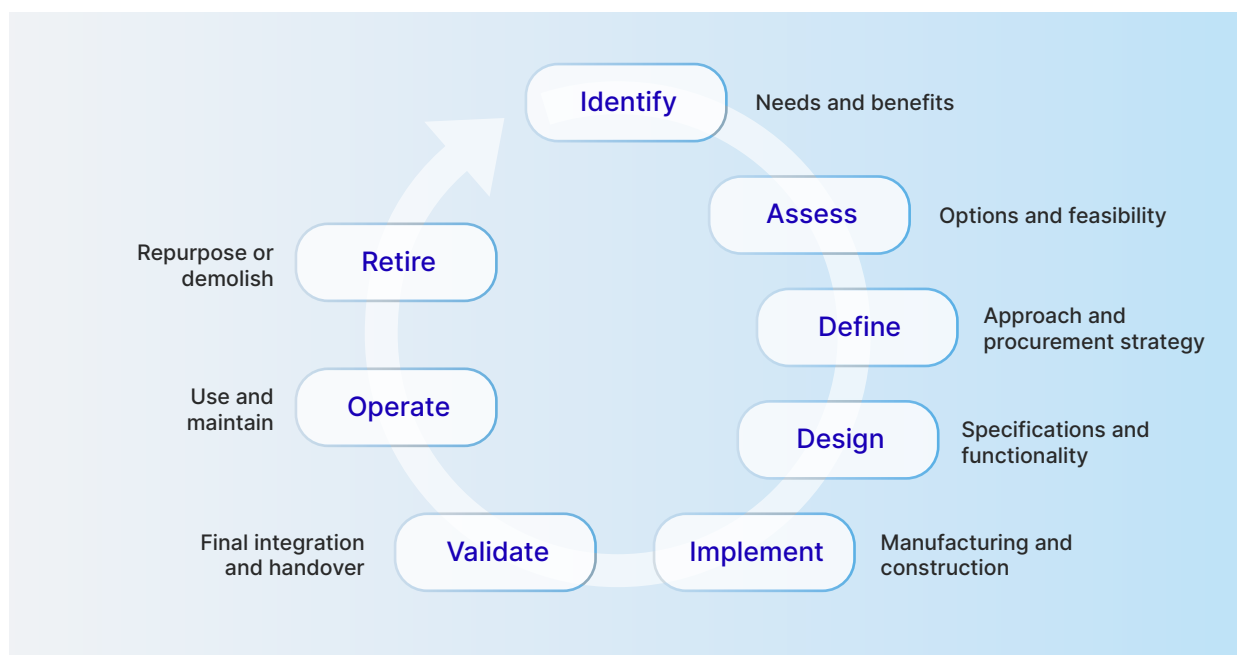 Identify
Needs and benefits
Assess
Options and feasibility
Define
Approach and
procurement strategy
Design
Specifications and
functionality
Implement
Manufacturing and
construction
Validate
Final integration
and handover
Operate
Use and
maintain
Retire
Repurpose or
demolish